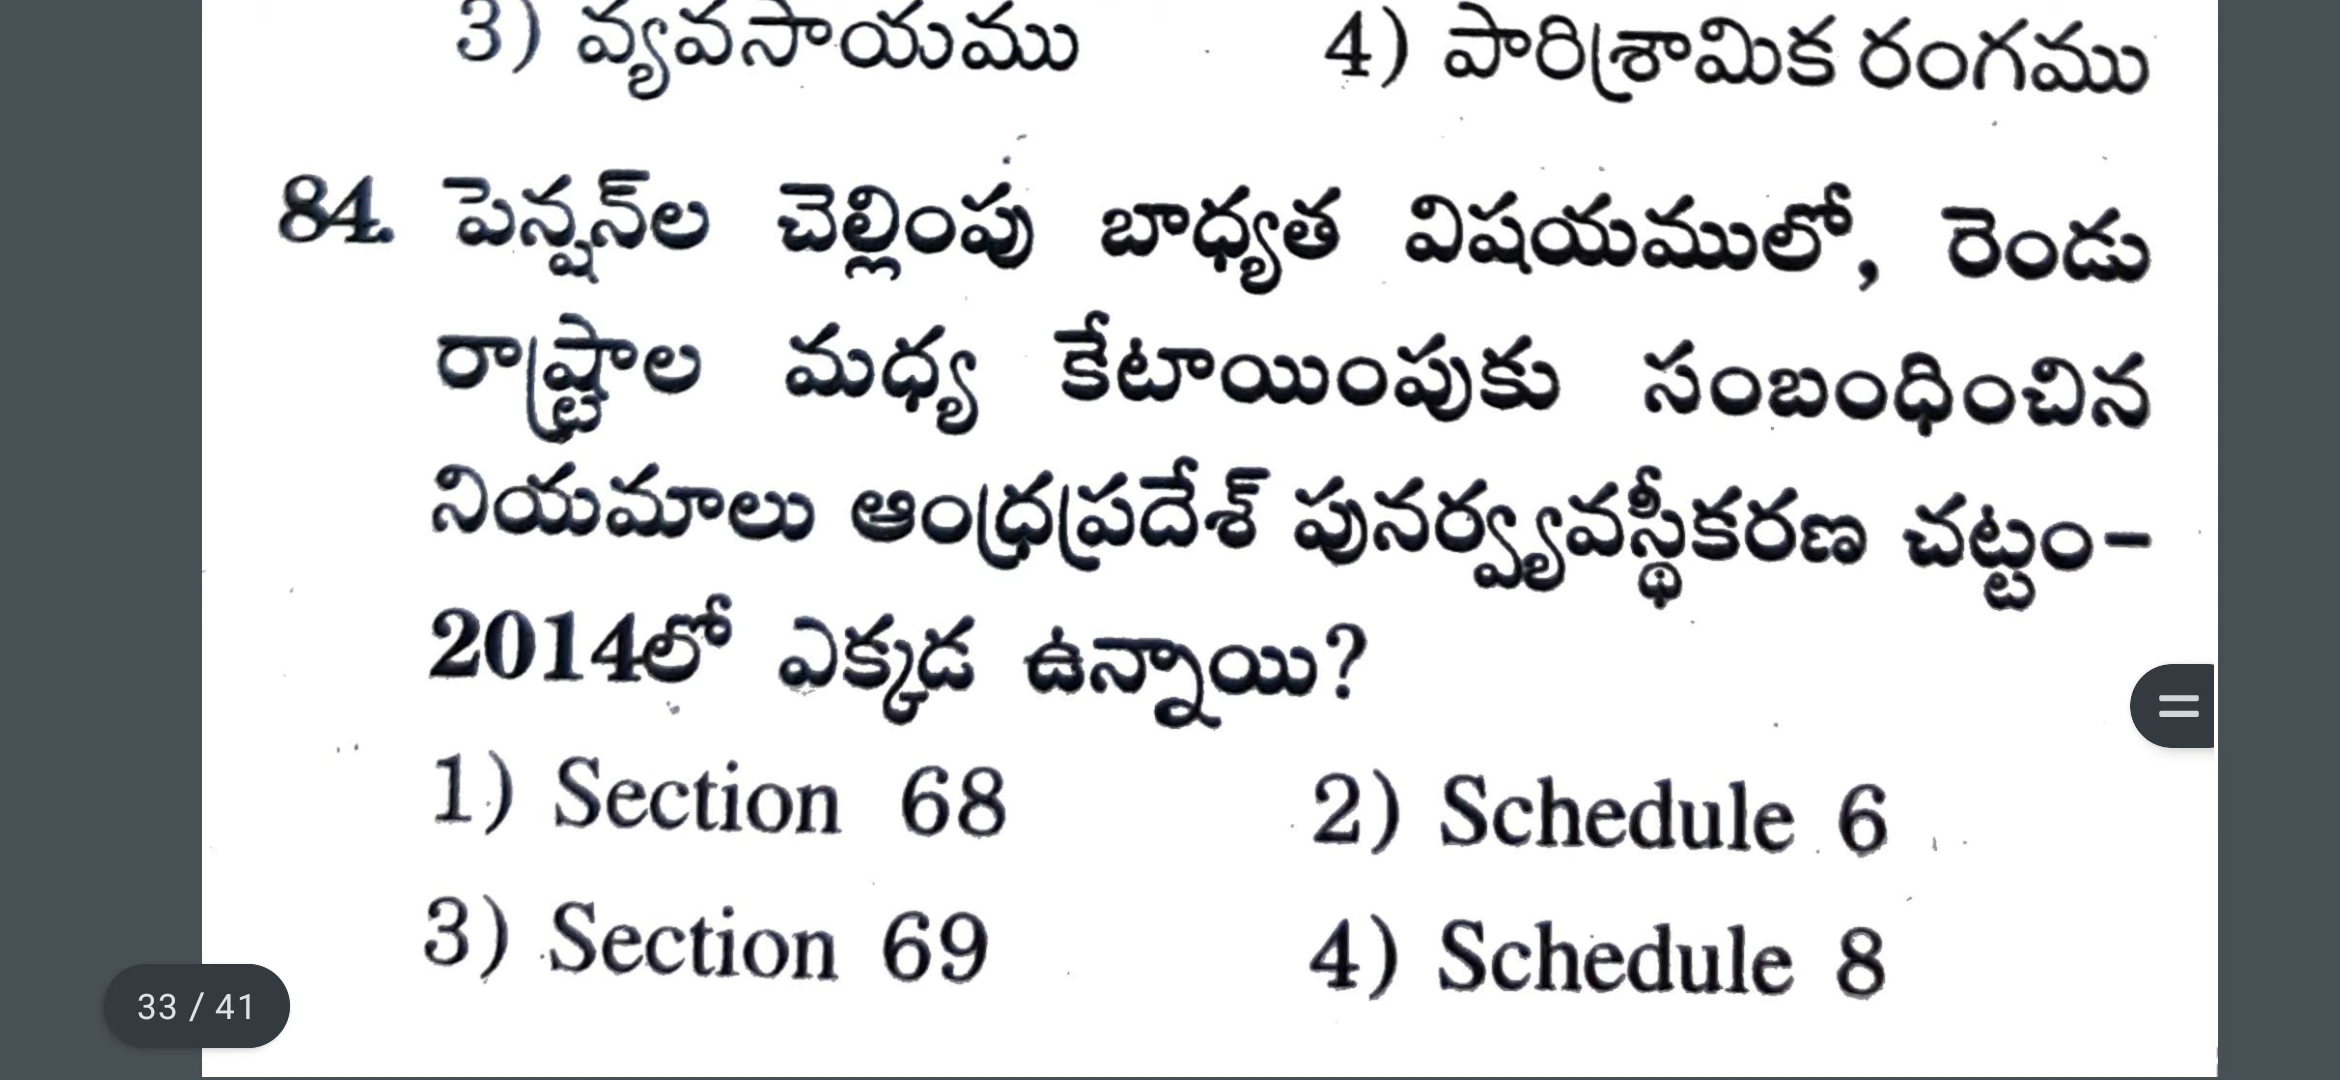 3) వ్యవసాయము 4) పారిశ్రామిక రంగము
84. పెన్షన్‌ల చెల్లింపు బాధ్యత విషయములో, రెండు
రాష్ట్రాల మధ్య కేటాయింపుకు సంబంధించిన
నియమాలు ఆంధ్రప్రదేశ్ పునర్వ్యవస్థీకరణ చట్టం-
2014లో ఎక్కడ ఉన్నాయి?
1) Section 68 2) Schedule 6
3) Section 69 4) Schedule 8
33 / 41